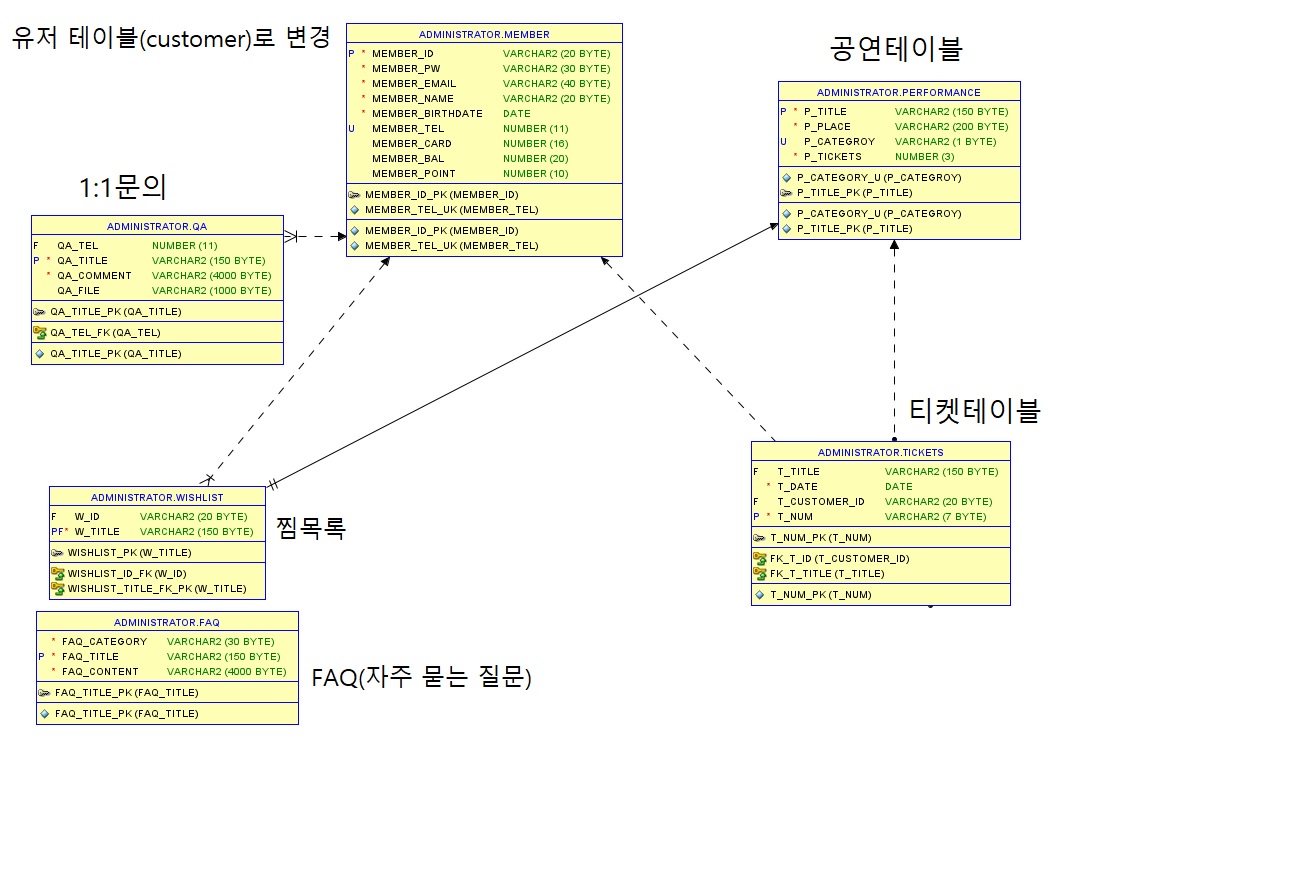 유저 테이블(customer)로 변경
ADMINISTRATOR.MEMBER
P * MEMBER_ID VARCHAR2 (20 BYTE)
* MEMBER_PW VARCHAR2 (30 BYTE)
* MEMBER_EMAIL VARCHAR2 (40 BYTE)
* MEMBER_NAME VARCHAR2 (20 BYTE)
* MEMBER_BIRTHDATE DATE
U MEMBER_TEL NUMBER (11)
MEMBER_CARD NUMBER (16)
MEMBER_BAL NUMBER (20)
MEMBER_POINT NUMBER (10)
MEMBER_ID_PK (MEMBER_ID)
MEMBER_TEL_UK (MEMBER_TEL)
MEMBER_ID_PK (MEMBER_ID)
MEMBER_TEL_UK (MEMBER_TEL)
공연테이블
ADMINISTRATOR.PERFORMANCE
P * P_TITLE VARCHAR2 (150 BYTE)
* P_PLACE VARCHAR2 (200 BYTE)
U P_CATEGROY VARCHAR2 (1 BYTE)
* P_TICKETS NUMBER (3)
P_CATEGORY_U (P_CATEGROY)
P_TITLE_PK (P_TITLE)
P_CATEGORY_U (P_CATEGROY)
P_TITLE_PK (P_TITLE)
1:1문의
ADMINISTRATOR.QA
F QA_TEL NUMBER (11)
P * QA_TITLE VARCHAR2 (150 BYTE)
* QA_COMMENT VARCHAR2 (4000 BYTE)
QA_FILE VARCHAR2 (1000 BYTE)
QA_TITLE_PK (QA_TITLE)
QA_TEL_FK (QA_TEL)
QA_TITLE_PK (QA_TITLE)
티켓테이블
ADMINISTRATOR.TICKETS
F T_TITLE VARCHAR2 (150 BYTE)
* T_DATE DATE
F T_CUSTOMER_ID VARCHAR2 (20 BYTE)
P * T_NUM VARCHAR2 (7 BYTE)
T_NUM_PK (T_NUM)
FK_T_ID (T_CUSTOMER_ID)
FK_T_TITLE (T_TITLE)
T_NUM_PK (T_NUM)
ADMINISTRATOR.WISHLIST
F W_ID VARCHAR2 (20 BYTE)
PF* W_TITLE VARCHAR2 (150 BYTE)
WISHLIST_PK (W_TITLE)
WISHLIST_ID_FK (W_ID)
WISHLIST_TITLE_FK_PK (W_TITLE)
찜목록
ADMINISTRATOR.FAQ
* FAQ_CATEGORY VARCHAR2 (30 BYTE)
P * FAQ_TITLE VARCHAR2 (150 BYTE)
* FAQ_CONTENT VARCHAR2 (4000 BYTE)
FAQ_TITLE_PK (FAQ_TITLE)
FAQ_TITLE_PK (FAQ_TITLE)
FAQ(자주 묻는 질문)